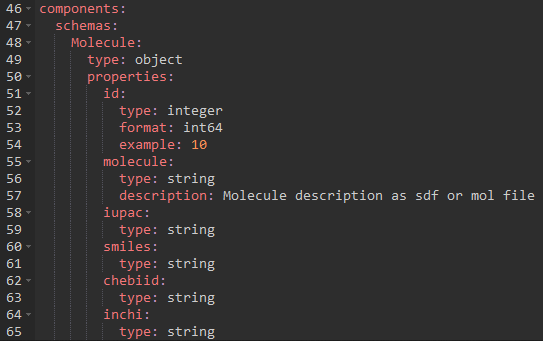 46 components:
47 schemas:
48 Molecule:
49 type: object
50 properties:
51 id:
52 type: integer
53 format: int64
54 example: 10
55 molecule:
56 type: string
57 description: Molecule description as sdf or mol file
58 iupac:
59 type: string
60 smiles:
61 type: string
62 chebiid:
63 type: string
64 inchi:
65 type: string